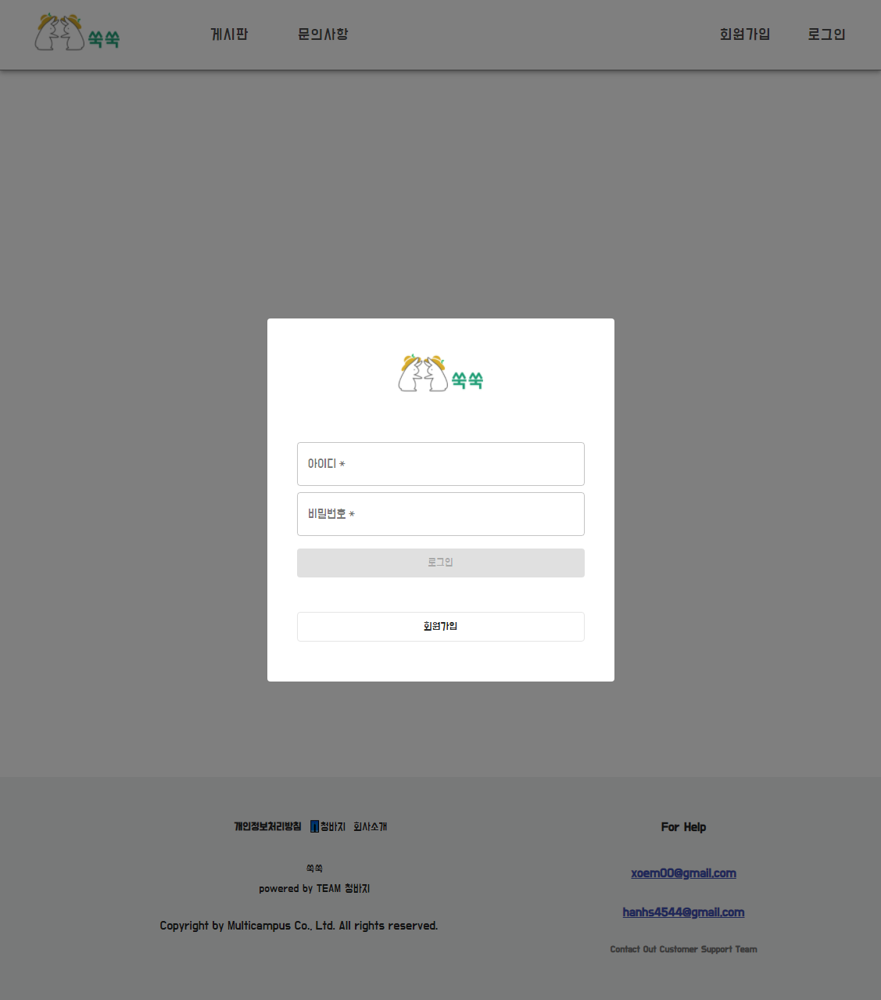 쑥쑥 게시판 문의사항 회원가입 로그인
쑥쑥
아이디 *
비밀번호 *
로그인
회원가입
개인정보처리방침 청바지 회사소개
쑥쑥
powered by TEAM 청바지
Copyright by Multicampus Co., Ltd. All rights reserved.
For Help
xoem00@gmail.com
hanhs4544@gmail.com
Contact Out Customer Support Team